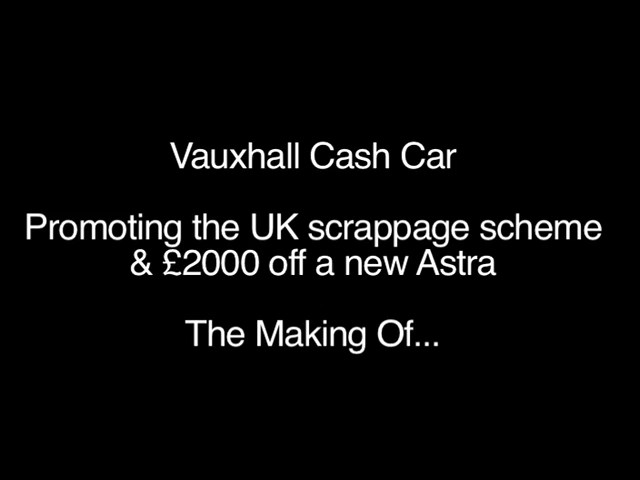 Vauxhall Cash Car
Promoting the UK scrappage scheme
& £2000 off a new Astra
The Making Of...